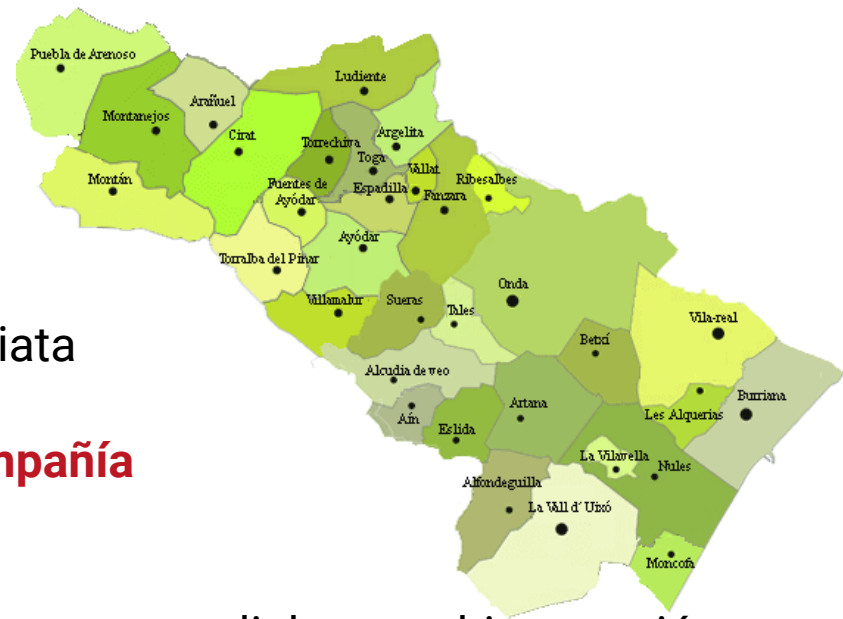 Puebla de Arenoso
Ludiente
Arañuel
Montanejos
Cirat
Argelita
Torrechiva
Toga
Vallat
Ribesalbes
Montán
Fuentes de
Ayódar
Espadilla
Fanzara
Ayódar
Torralba del Pinar
Onda
Villamalur
Sueras
Tales
Vila-real
Betxí
iata
Alcudia de veo
Burriana
Artana
Les Alquerias
Aín
Eslida
mpañía
La Vilavella
Nules
Alfondeguilla
La Vall d´ Uixó
Moncofa